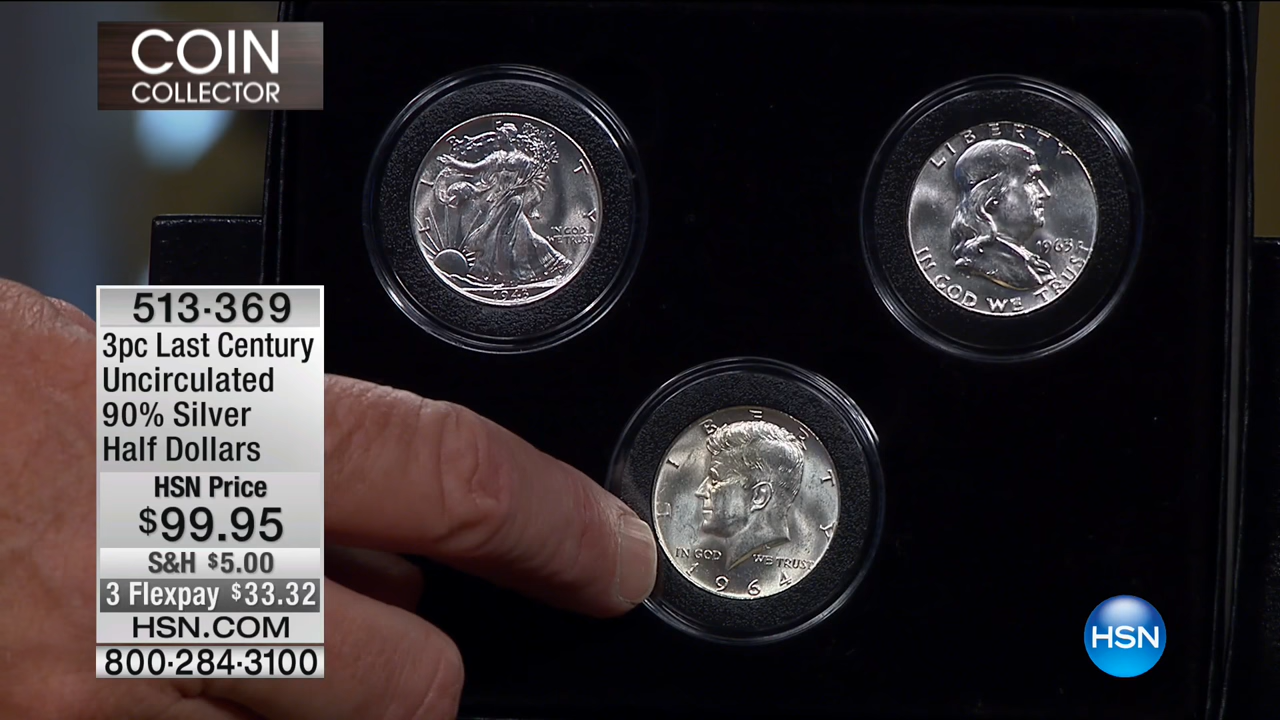 COIN
COLLECTOR
LIBERTY
IN GOD
WE TRUST
LIBERTY
1963
IN GOD WE TRUST
513-369
3pc Last Century
Uncirculated
90% Silver
Half Dollars
HSN Price
$99.95
S&H $5.00
3 Flexpay $33.32
HSN.COM
800-284-3100
LIBERTY
IN GOD WE TRUST
1964
HSN